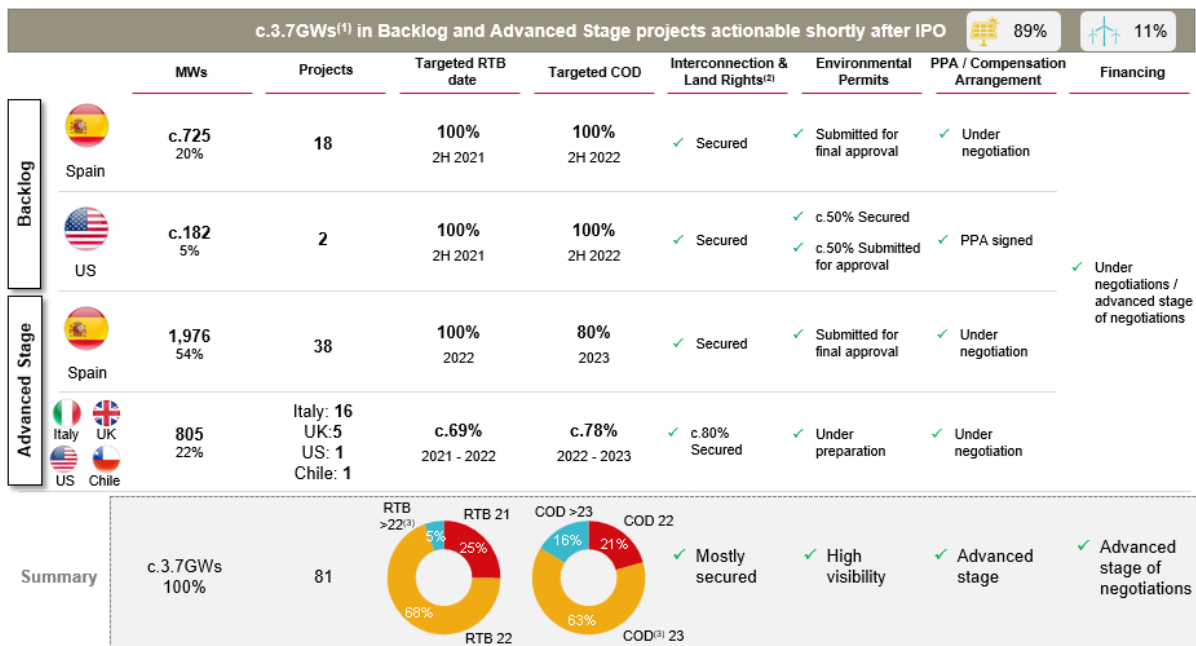 c.3.7GWs(1) in Backlog and Advanced Stage projects actionable shortly after IPO
89%
11%
MWs
Projects
Targeted RTB
date
Targeted COD
Interconnection &
Land Rights(2)
Environmental
Permits
PPA / Compensation
Arrangement
Financing
Backlog
Spain
c.725
20%
18
100%
2H 2021
100%
2H 2022
✓ Secured
✓ Submitted for
final approval
✓ Under
negotiation
US
c.182
5%
2
100%
2H 2021
100%
2H 2022
✓ Secured
✓ c.50% Secured
✓ c.50% Submitted
for approval
✓ PPA signed
✓ Under
negotiations /
advanced stage
of negotiations
Advanced Stage
Spain
1,976
54%
38
100%
2022
80%
2023
✓ Secured
✓ Submitted for
final approval
✓ Under
negotiation
Italy UK
US Chile
805
22%
Italy: 16
UK:5
US: 1
Chile: 1
c.69%
2021 - 2022
c.78%
2022 - 2023
✓ c.80%
Secured
✓ Under
preparation
✓ Under
negotiation
Summary
c.3.7GWs
100%
81
RTB
>22(3)
5%
RTB 21
25%
68%
RTB 22
COD >23
16%
COD 22
21%
63%
COD(3) 23
✓ Mostly
secured
✓ High
visibility
✓ Advanced
stage
✓ Advanced
stage of
negotiations